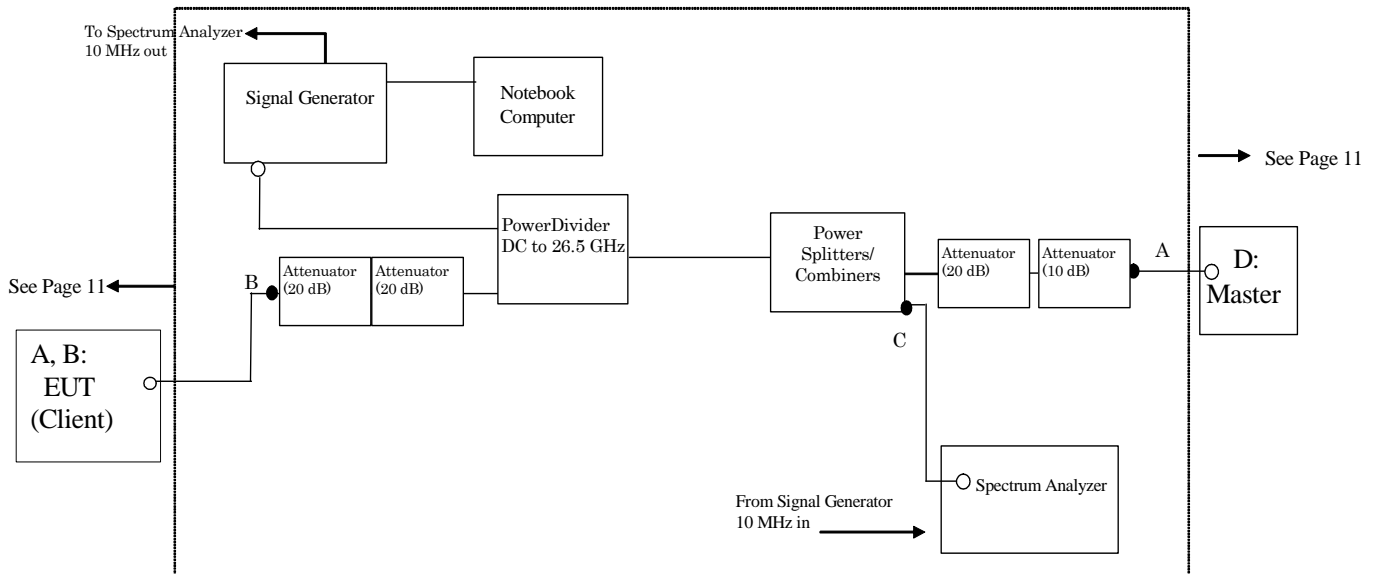 To Spectrum Analyzer
10 MHz out
Signal Generator
Notebook
Computer
See Page 11
PowerDivider
DC to 26.5 GHz
Power
Splitters/
Combiners
Attenuator
(20 dB)
Attenuator
(10 dB)
A
D:
Master
See Page 11
B
Attenuator
(20 dB)
Attenuator
(20 dB)
C
A, B:
EUT
(Client)
Spectrum Analyzer
From Signal Generator
10 MHz in